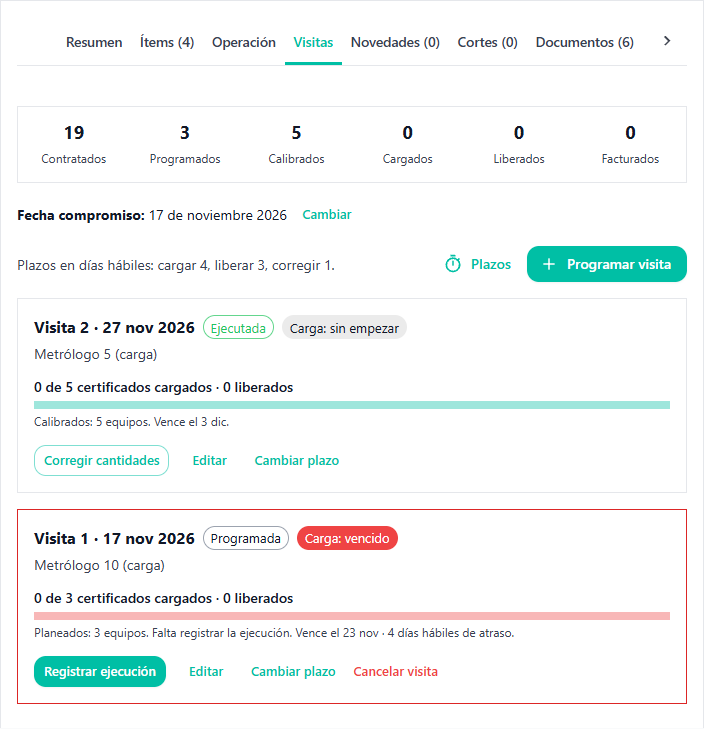 Resumen Ítems (4) Operación Visitas Novedades (0) Cortes (0) Documentos (6)
19 3 5 0 0 0
Contratados Programados Calibrados Cargados Liberados Facturados
Fecha compromiso: 17 de noviembre 2026 Cambiar
Plazos en días hábiles: cargar 4, liberar 3, corregir 1. Plazos + Programar visita
Visita 2 · 27 nov 2026 Ejecutada Carga: sin empezar
Metrólogo 5 (carga)
0 de 5 certificados cargados · 0 liberados
Calibrados: 5 equipos. Vence el 3 dic.
Corregir cantidades Editar Cambiar plazo
Visita 1 · 17 nov 2026 Programada Carga: vencido
Metrólogo 10 (carga)
0 de 3 certificados cargados · 0 liberados
Planeados: 3 equipos. Falta registrar la ejecución. Vence el 23 nov · 4 días hábiles de atraso.
Registrar ejecución Editar Cambiar plazo Cancelar visita